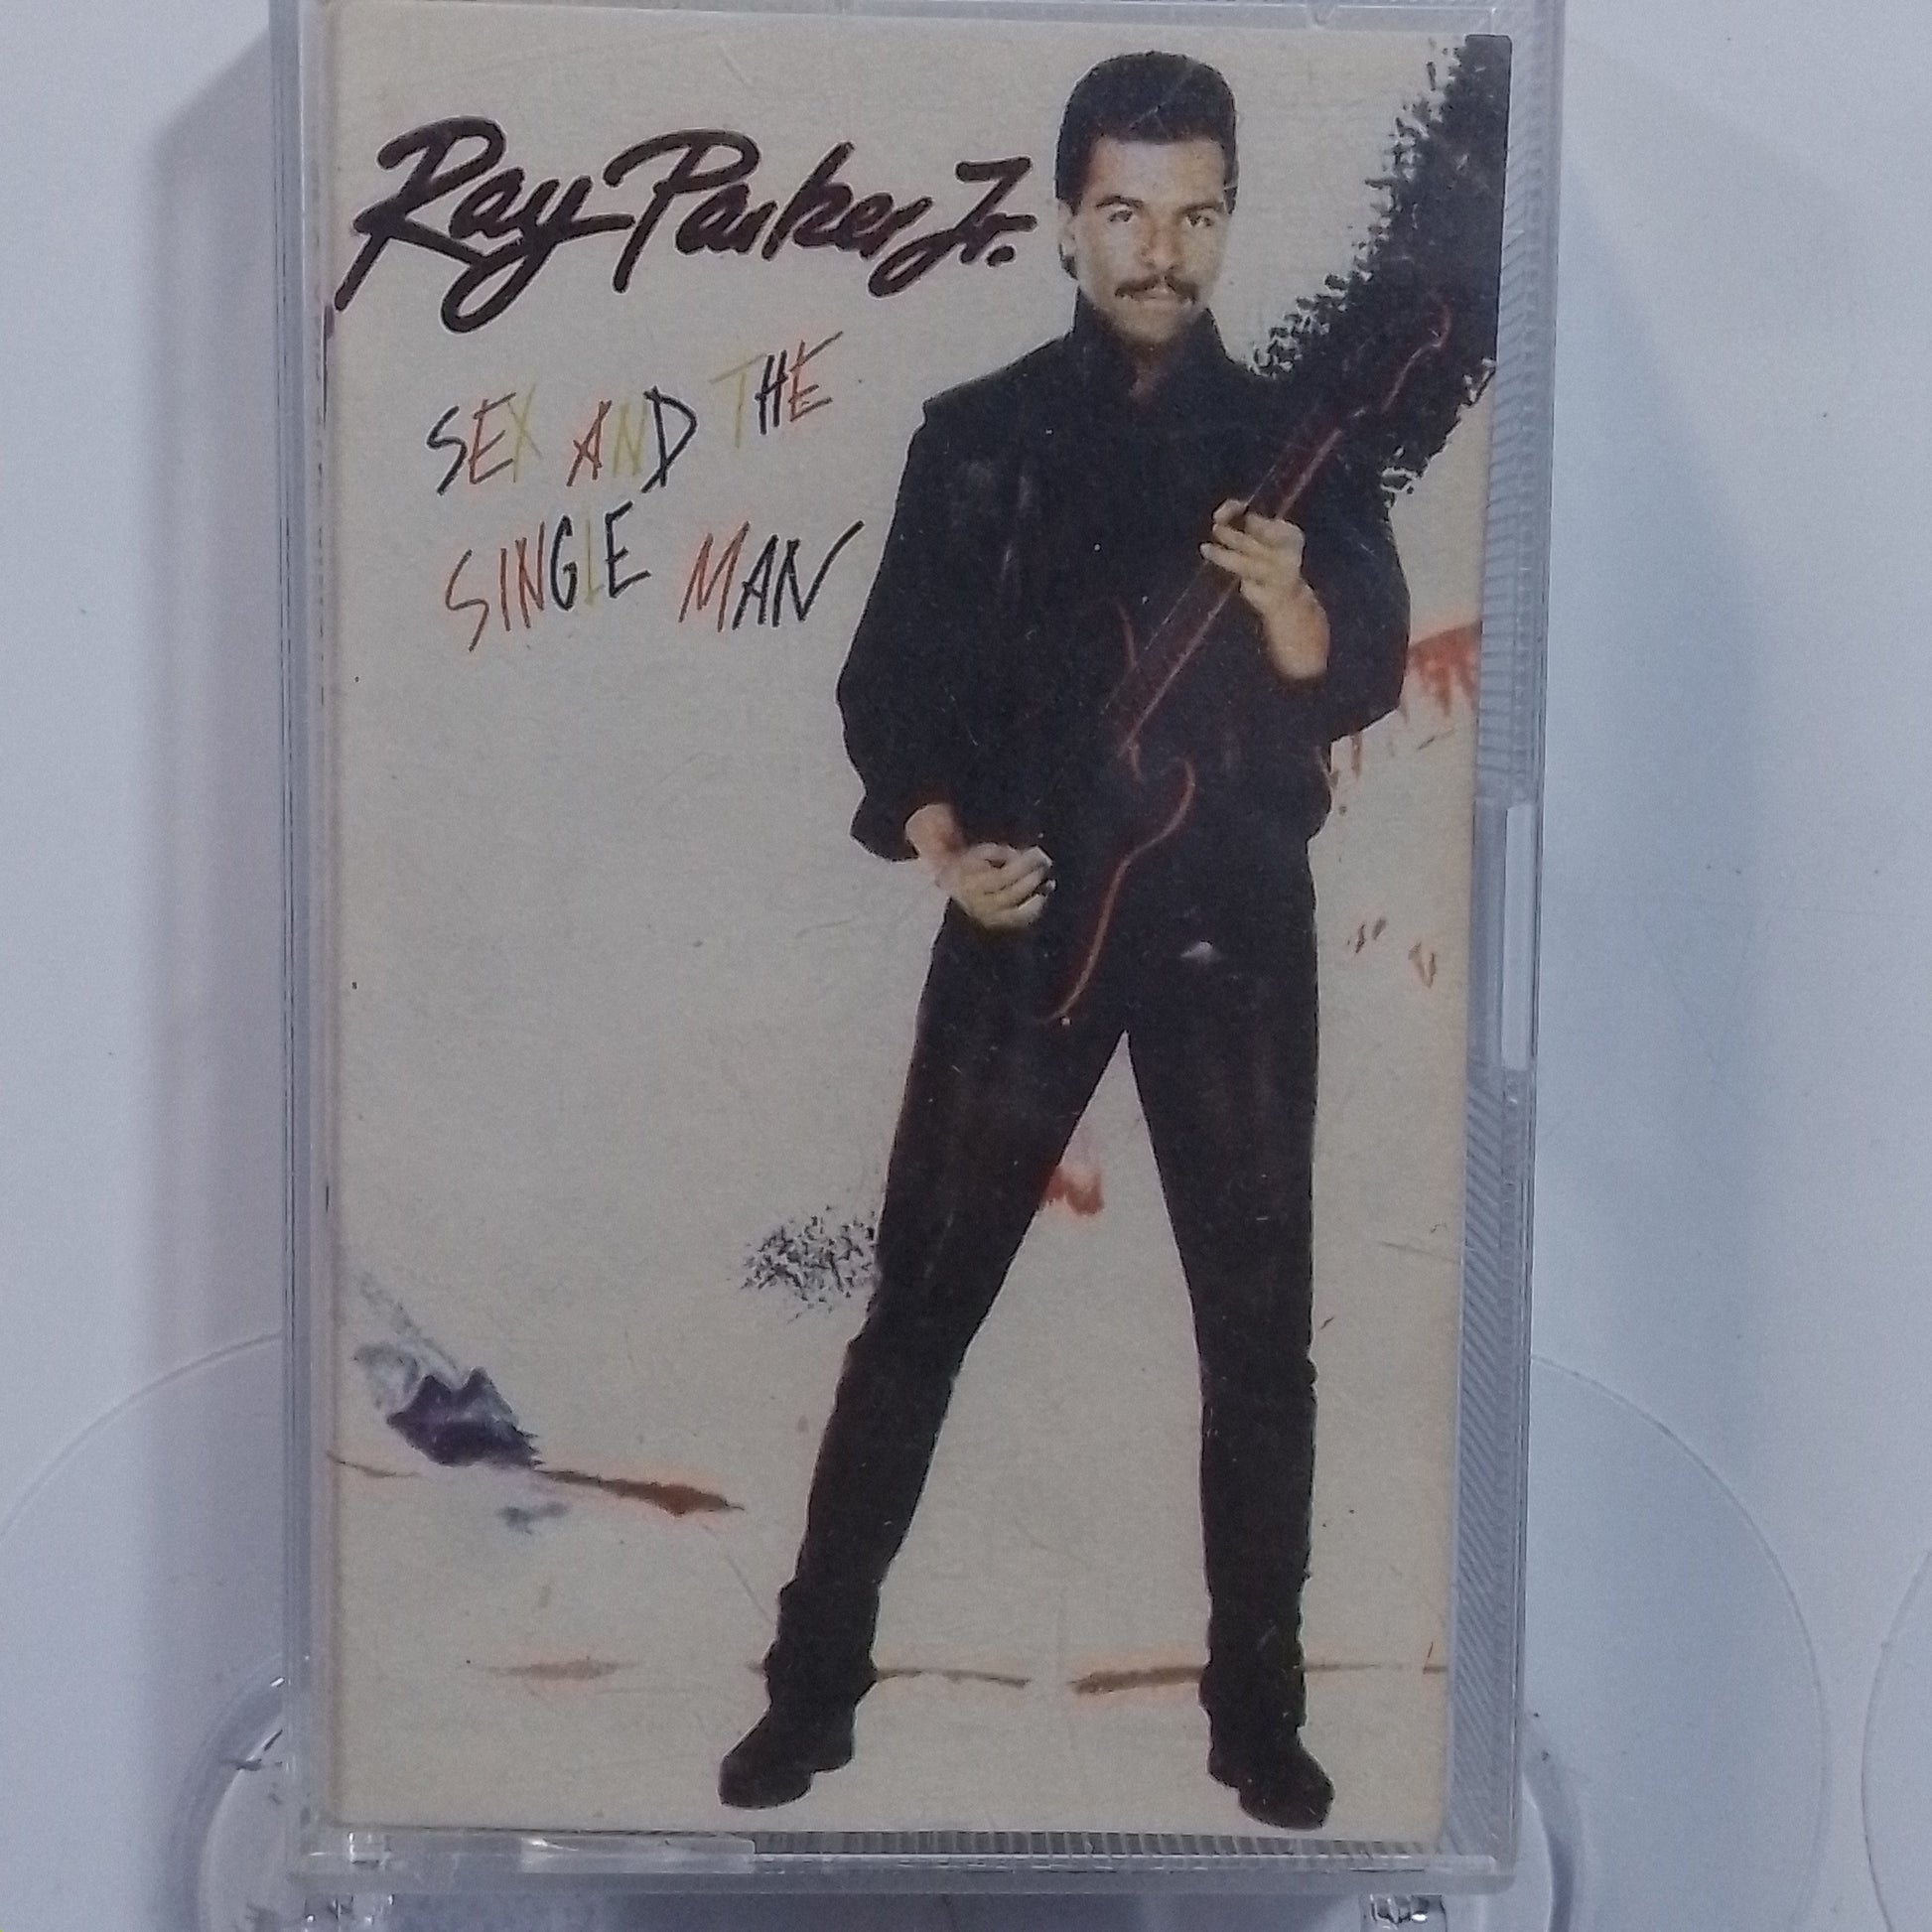 Ray Parker Jr.
SEX AND THE
SINGLE MAN